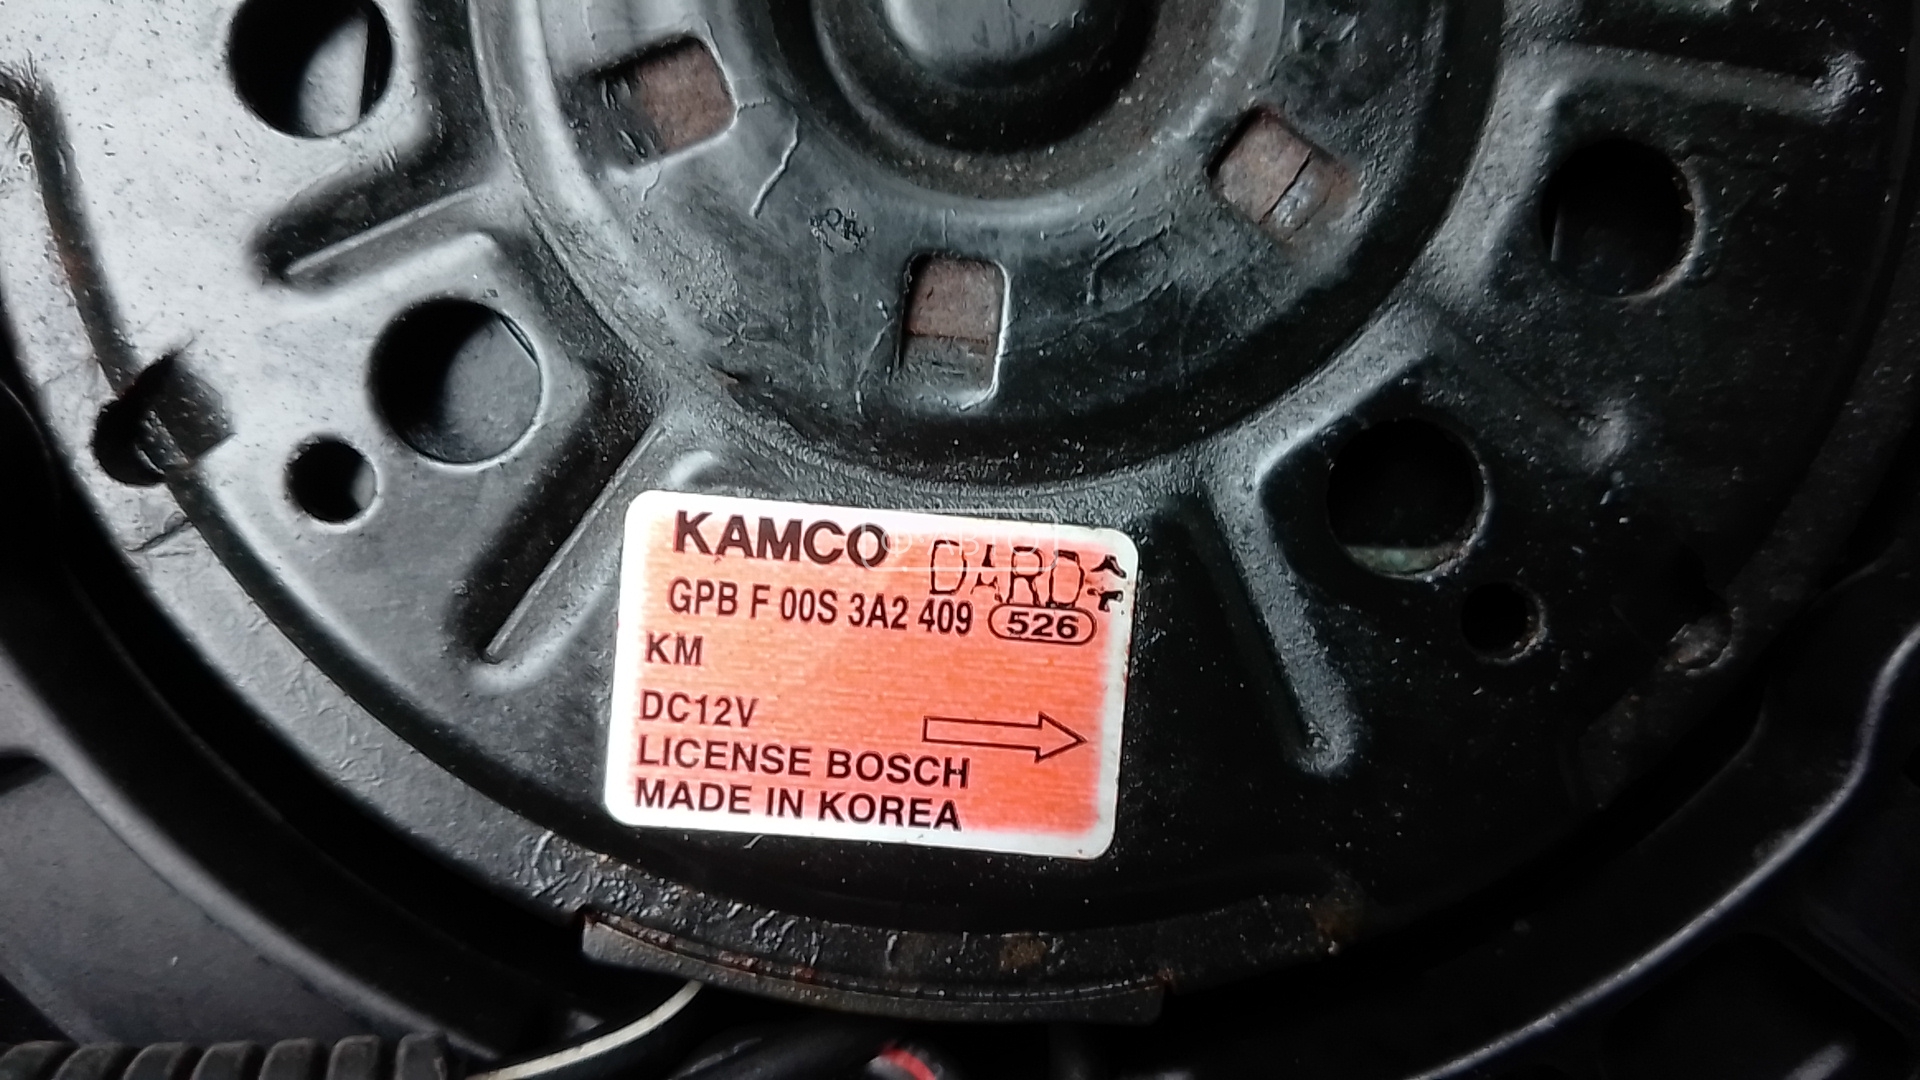 KAMCO
DARD
GPB F 00S 3A2 409 526
KM
DC12V
LICENSE BOSCH
MADE IN KOREA